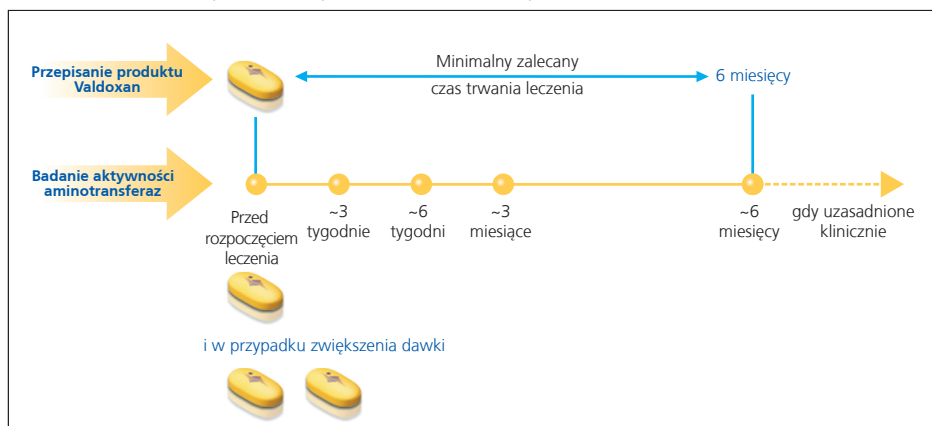 Przepisanie produktu
Valdoxan
Minimalny zalecany
czas trwania leczenia
6 miesięcy
Badanie aktywności
aminotransferaz
Przed
rozpoczęciem
leczenia
~3
tygodnie
~6
tygodni
~3
miesiące
~6
miesięcy
gdy uzasadnione
klinicznie
i w przypadku zwiększenia dawki